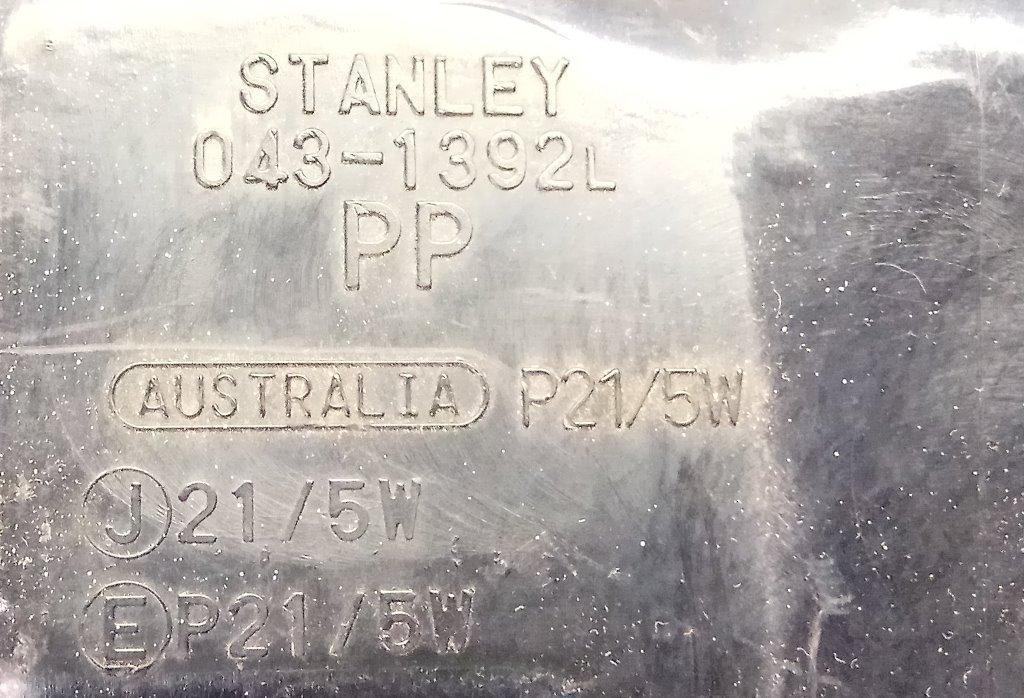 STANLEY
043-1392L
PP
AUSTRALIA P21/5W
J 21/5W
E P21/5W